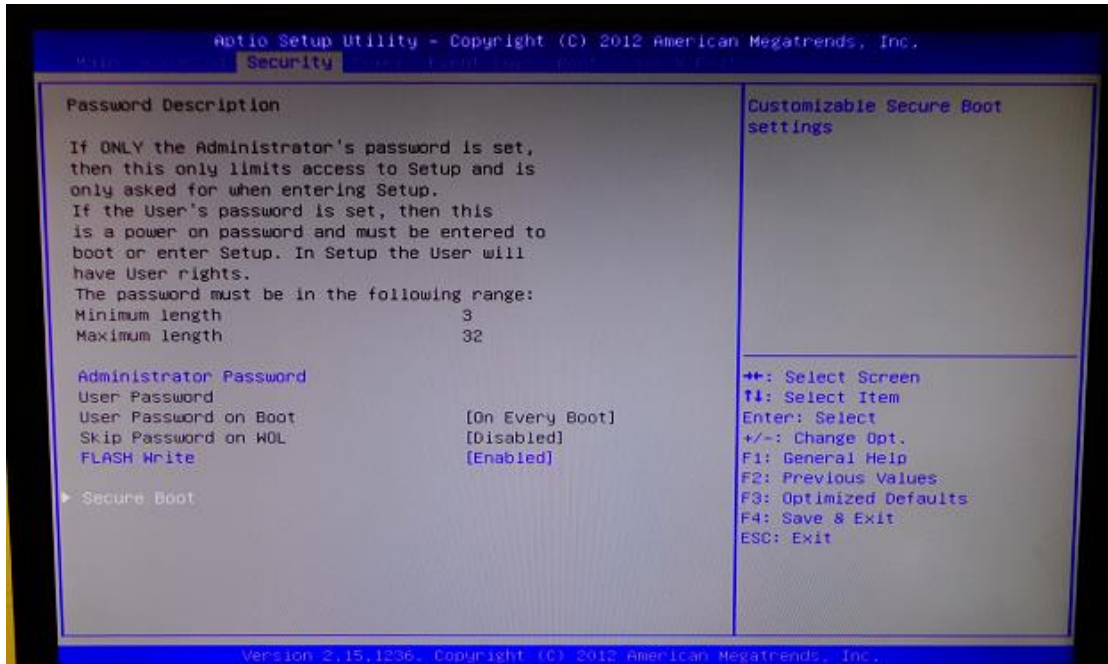 Aptio Setup Utility - Copyright (C) 2012 American Megatrends, Inc.
Main Security
Password Description
If ONLY the Administrator's password is set,
then this only limits access to Setup and is
only asked for when entering Setup.
If the User's password is set, then this
is a power on password and must be entered to
boot or enter Setup. In Setup the User will
have User rights.
The password must be in the following range:
Minimum length 3
Maximum length 32
Administrator Password
User Password
User Password on Boot [On Every Boot]
Skip Password on WOL [Disabled]
FLASH Write [Enabled]
► Secure Boot
Customizable Secure Boot
settings
→←: Select Screen
↑↓: Select Item
Enter: Select
+/-: Change Opt.
F1: General Help
F2: Previous Values
F3: Optimized Defaults
F4: Save & Exit
ESC: Exit
Version 2.15.1236. Copyright (C) 2012 American Megatrends, Inc.